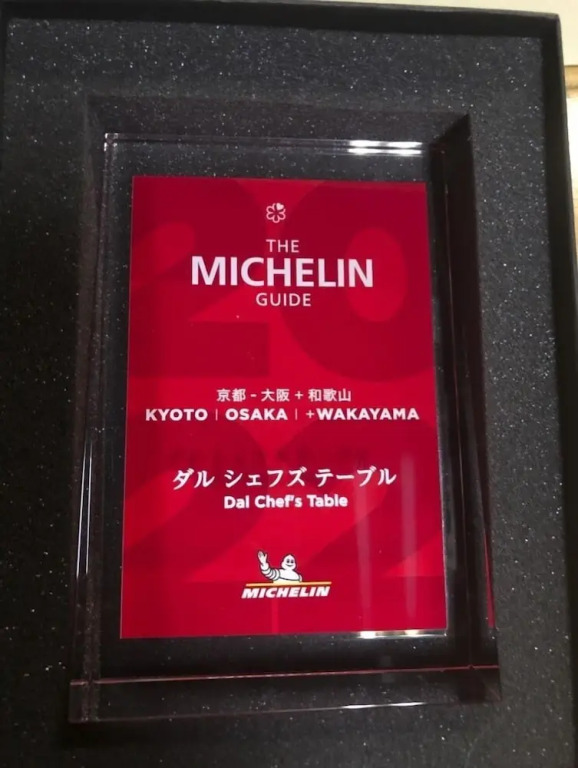 THE
MICHELIN
GUIDE
京都 - 大阪 + 和歌山
KYOTO | OSAKA | +WAKAYAMA
ダル シェフズ テーブル
Dal Chef's Table
MICHELIN
2022